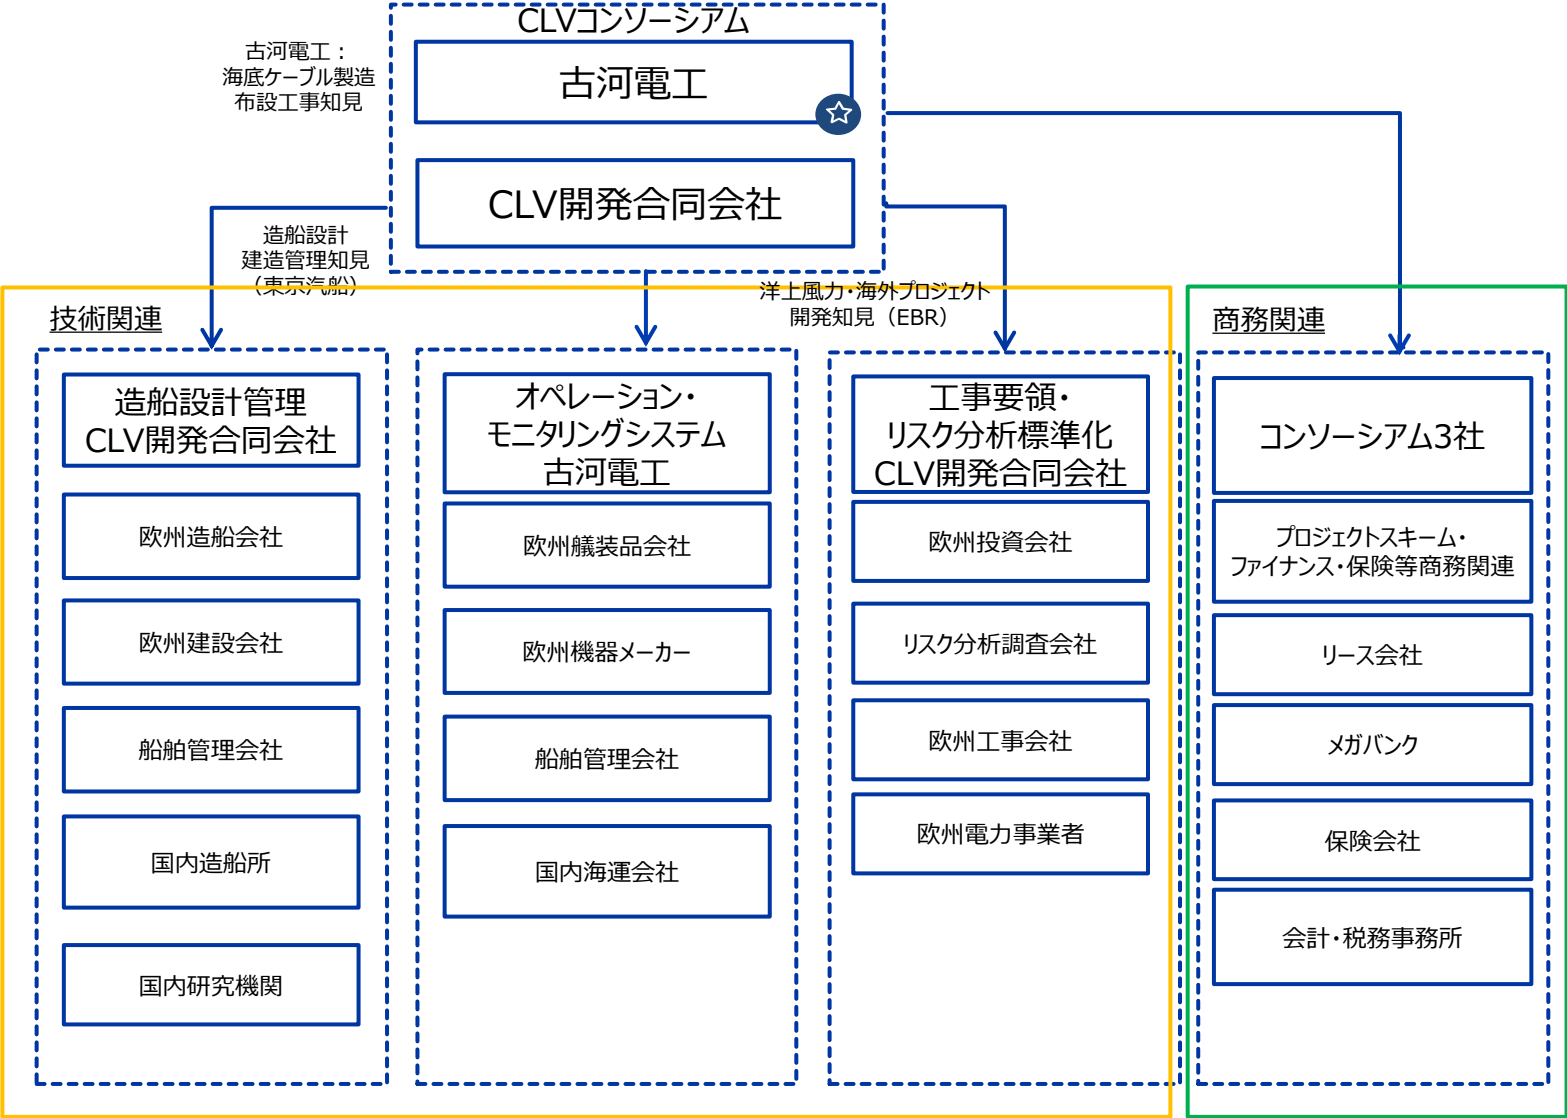 CLVコンソーシアム
古河電工：
海底ケーブル製造
布設工事知見
古河電工
CLV開発合同会社
造船設計
建造管理知見
（東京汽船）
洋上風力・海外プロジェクト
開発知見（EBR）
技術関連
造船設計管理
CLV開発合同会社
欧州造船会社
欧州建設会社
船舶管理会社
国内造船所
国内研究機関
オペレーション・
モニタリングシステム
古河電工
欧州艤装品会社
欧州機器メーカー
船舶管理会社
国内海運会社
工事要領・
リスク分析標準化
CLV開発合同会社
欧州投資会社
リスク分析調査会社
欧州工事会社
欧州電力事業者
商務関連
コンソーシアム3社
プロジェクトスキーム・
ファイナンス・保険等商務関連
リース会社
メガバンク
保険会社
会計・税務事務所